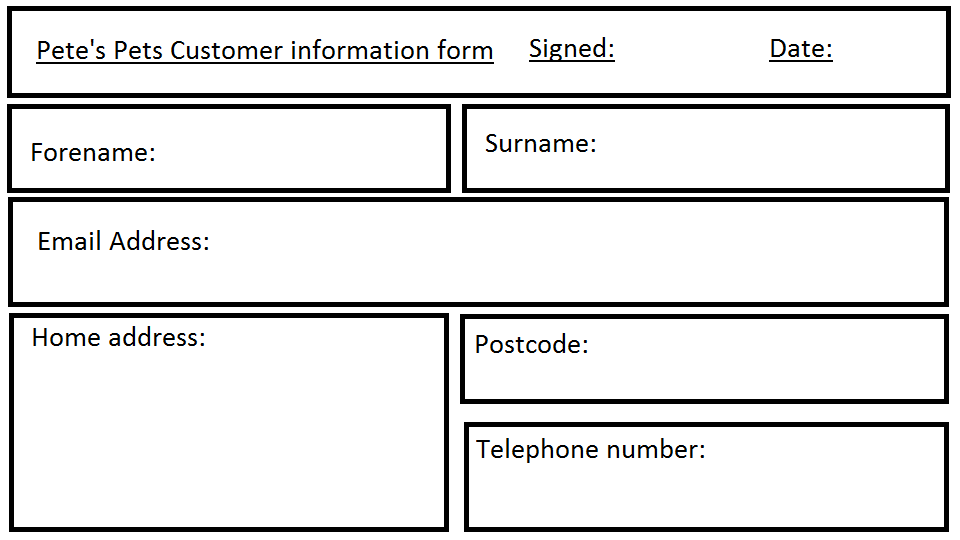 Pete's Pets Customer information form Signed: Date:
Forename: Surname:
Email Address:
Home address:
Postcode:
Telephone number: